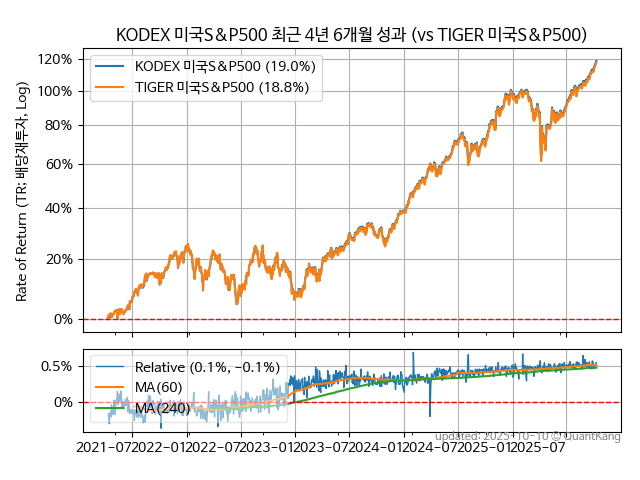 KODEX 미국S&P500 최근 4년 6개월 성과 (vs TIGER 미국S&P500)
Rate of Return (TR; 배당재투자, Log)
120%
100%
80%
60%
40%
20%
0%
KODEX 미국S&P500 (19.0%)
TIGER 미국S&P500 (18.8%)
0.5%
0%
Relative (0.1%, -0.1%)
MA(60)
MA(240)
2021-07
2022-01
2022-07
2023-01
2023-07
2024-01
2024-07
2025-01
2025-07
updated: 2025-10-10 © QuantKang